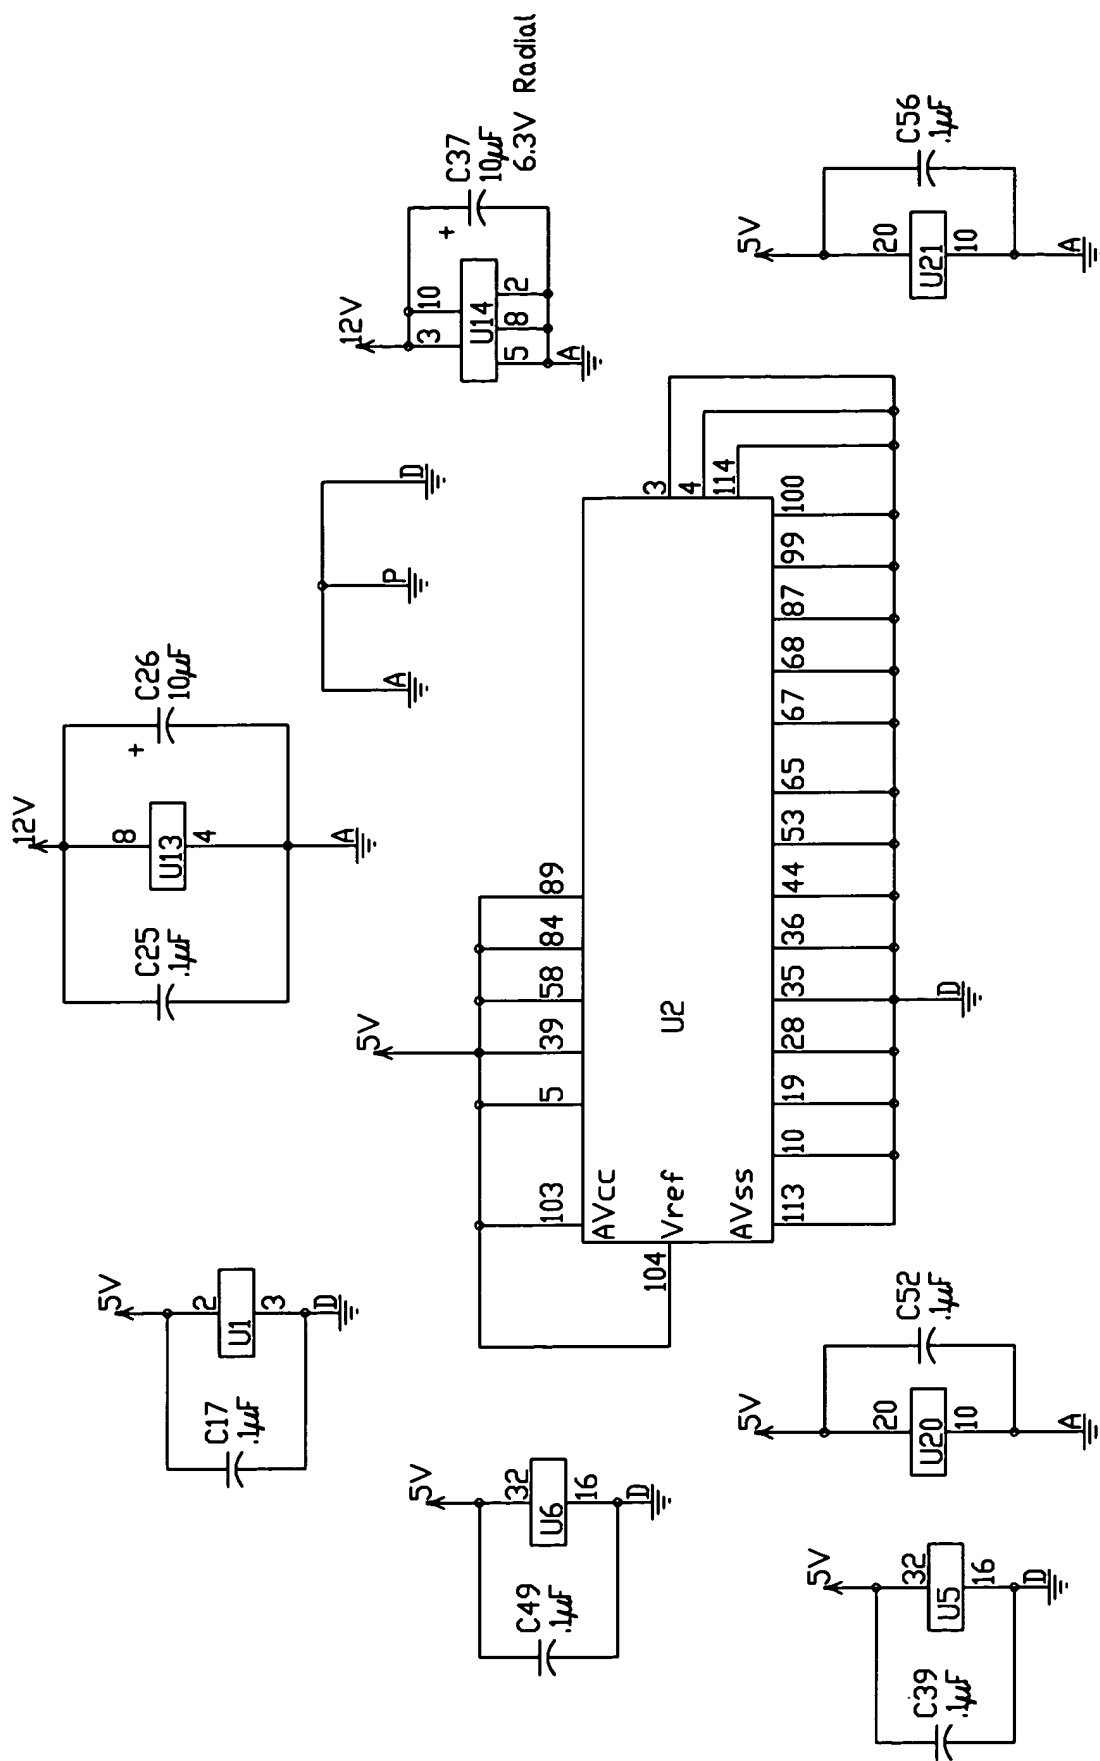 12V
8
U13
4
A
C25
.1µF
C26
10µF
+
5V
2
U1
3
D
C17
.1µF
A
P
D
12V
3
10
U14
5
8
2
A
+
C37
10µF
6.3V Radial
5V
32
U6
16
D
C49
.1µF
5V
103
5
39
58
84
89
AVcc
104
Vref
AVss
U2
3
4
114
113
10
19
28
35
36
44
53
65
67
68
87
99
100
D
5V
32
U5
16
D
C39
.1µF
5V
20
U20
10
A
C52
.1µF
5V
20
U21
10
A
C56
.1µF